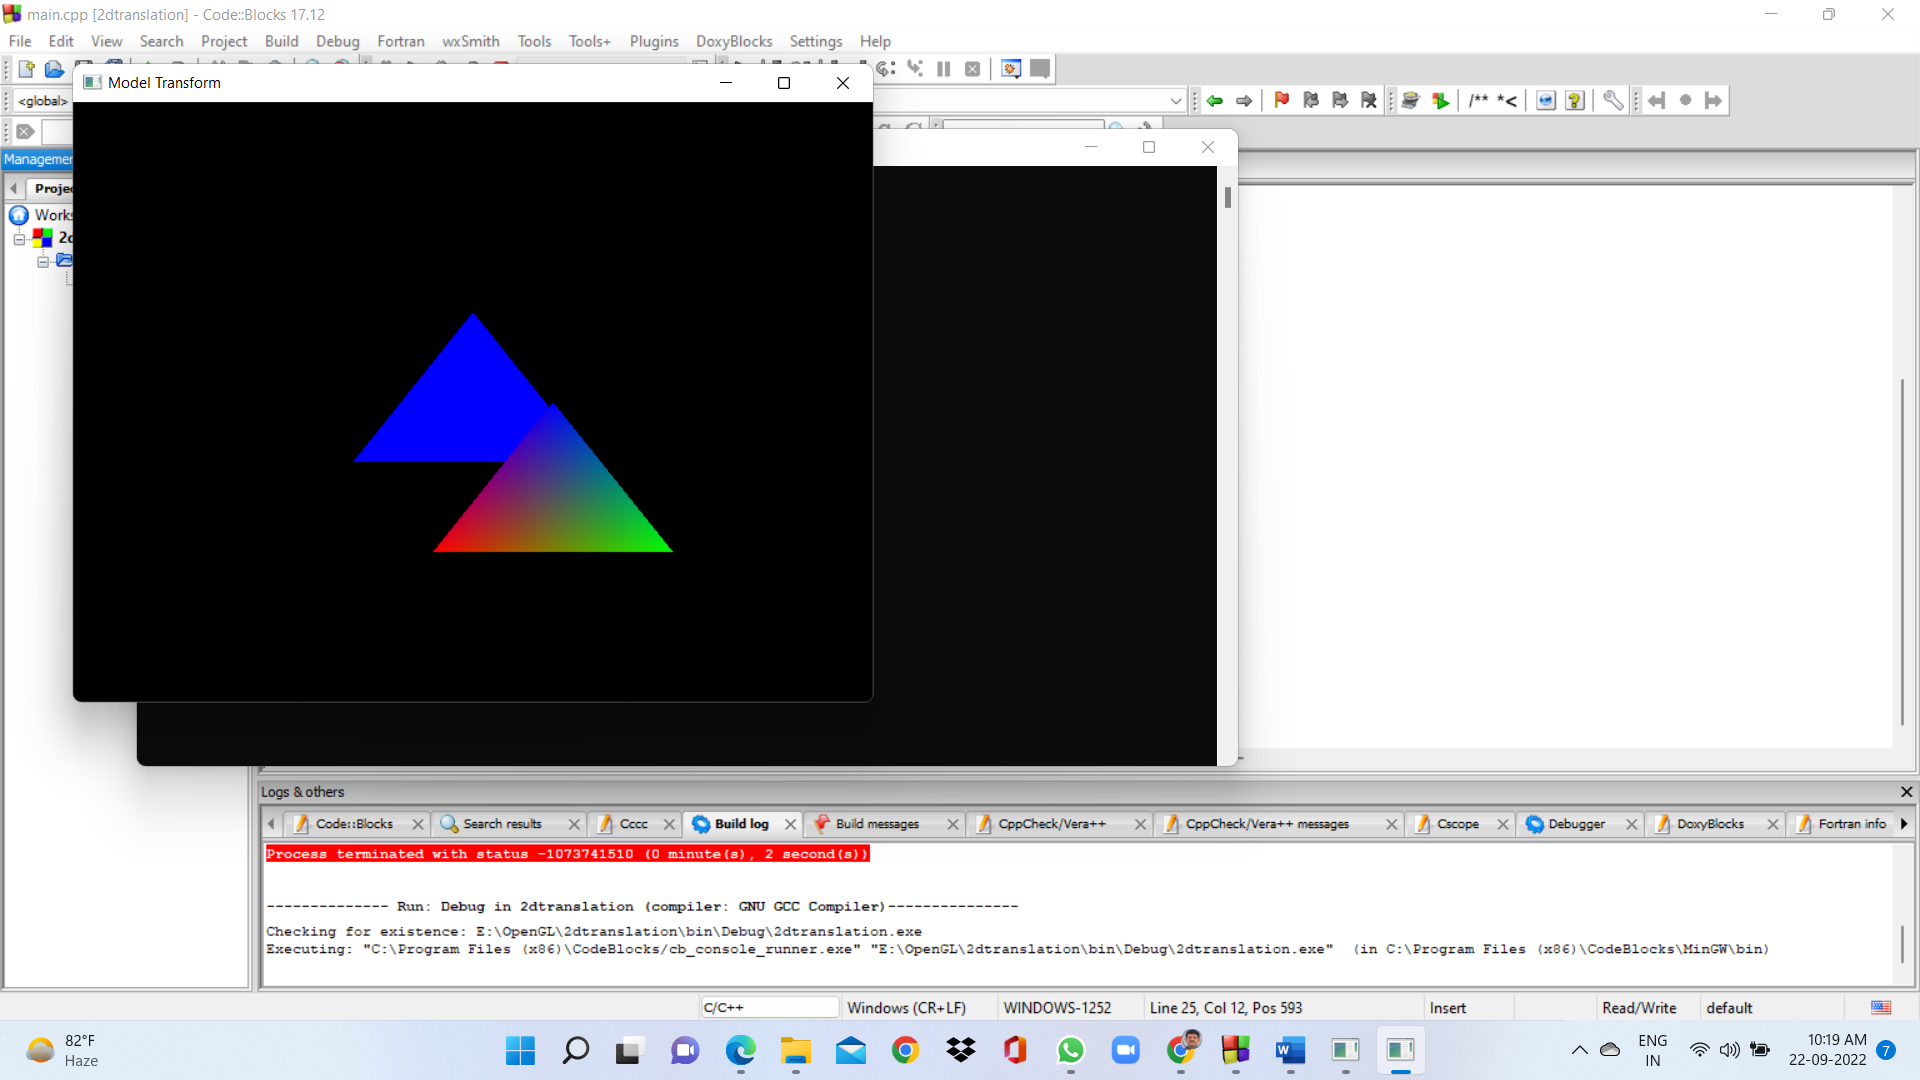 main.cpp [2dtranslation] - Code::Blocks 17.12
File Edit View Search Project Build Debug Fortran wxSmith Tools Tools+ Plugins DoxyBlocks Settings Help
Model Transform
<global>
/** *<
Logs & others
Code::Blocks Search results Cccc Build log Build messages CppCheck/Vera++ CppCheck/Vera++ messages Cscope Debugger DoxyBlocks Fortran info
Process terminated with status -1073741510 (0 minute(s), 2 second(s))
-------------- Run: Debug in 2dtranslation (compiler: GNU GCC Compiler)---------------
Checking for existence: E:\OpenGL\2dtranslation\bin\Debug\2dtranslation.exe
Executing: "C:\Program Files (x86)\CodeBlocks/cb_console_runner.exe" "E:\OpenGL\2dtranslation\bin\Debug\2dtranslation.exe" (in C:\Program Files (x86)\CodeBlocks\MinGW\bin)
C/C++ Windows (CR+LF) WINDOWS-1252 Line 25, Col 12, Pos 593 Insert Read/Write default
82°F
Haze
ENG
IN
10:19 AM
22-09-2022
7